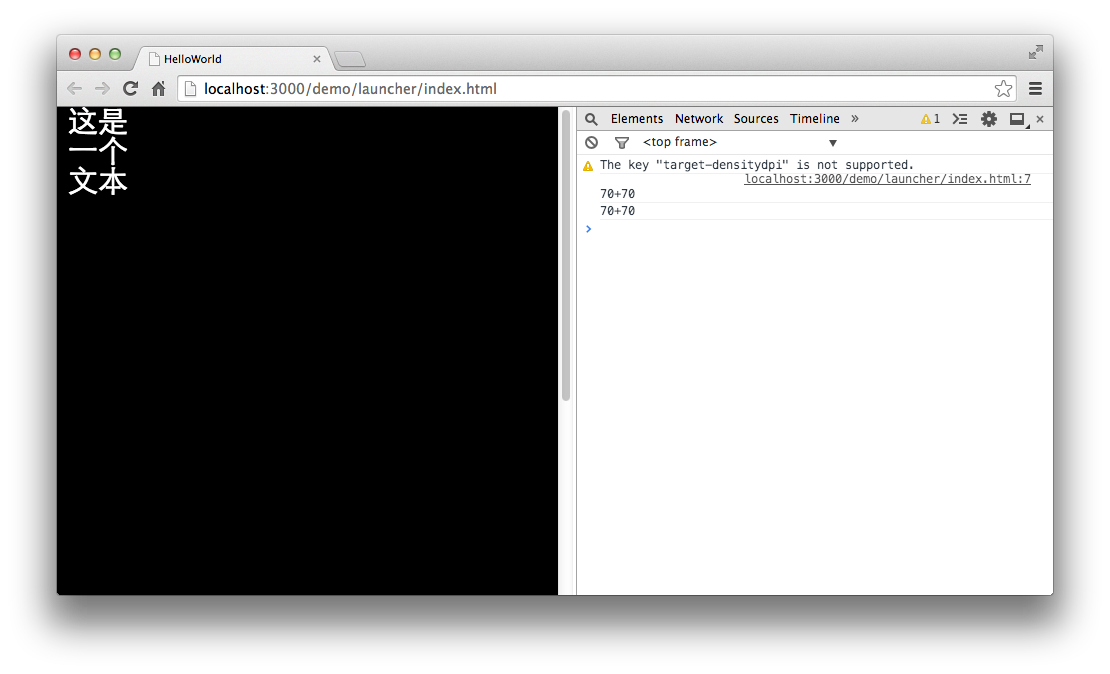 HelloWorld
localhost:3000/demo/launcher/index.html
这是
一个
文本
Elements Network Sources Timeline » 1
<top frame>
The key "target-densitydpi" is not supported.
localhost:3000/demo/launcher/index.html:7
70+70
70+70
>